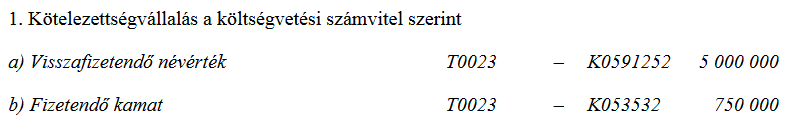 1. Kötelezettségvállalás a költségvetési számvitel szerint
a) Visszafizetendő névérték T0023 – K0591252 5 000 000
b) Fizetendő kamat T0023 – K053532 750 000